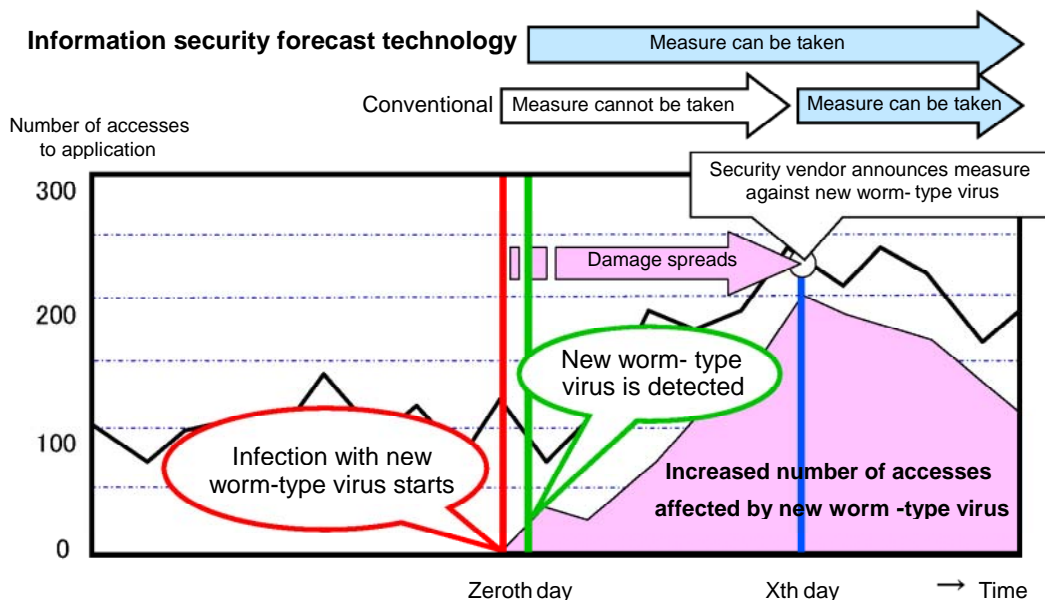 Information security forecast technology
Measure can be taken
Conventional
Measure cannot be taken
Measure can be taken
Number of accesses
to application
Security vendor announces measure
against new worm- type virus
300
200
100
0
Damage spreads
New worm- type
virus is detected
Infection with new
worm-type virus starts
Increased number of accesses
affected by new worm -type virus
Zeroth day
Xth day
→ Time